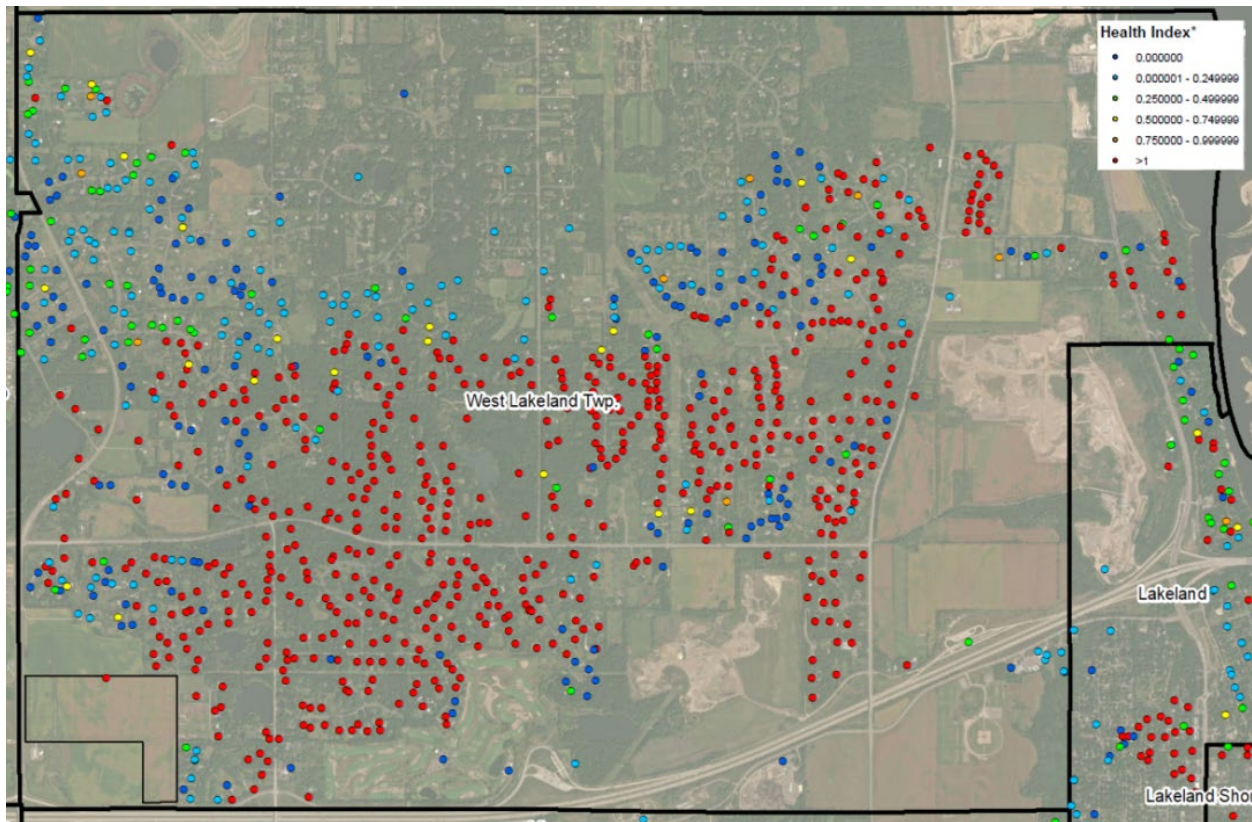 Health Index*
0.000000
0.000001 - 0.249999
0.250000 - 0.499999
0.500000 - 0.749999
0.750000 - 0.999999
>1
West Lakeland Twp.
Lakeland
Lakeland Shor